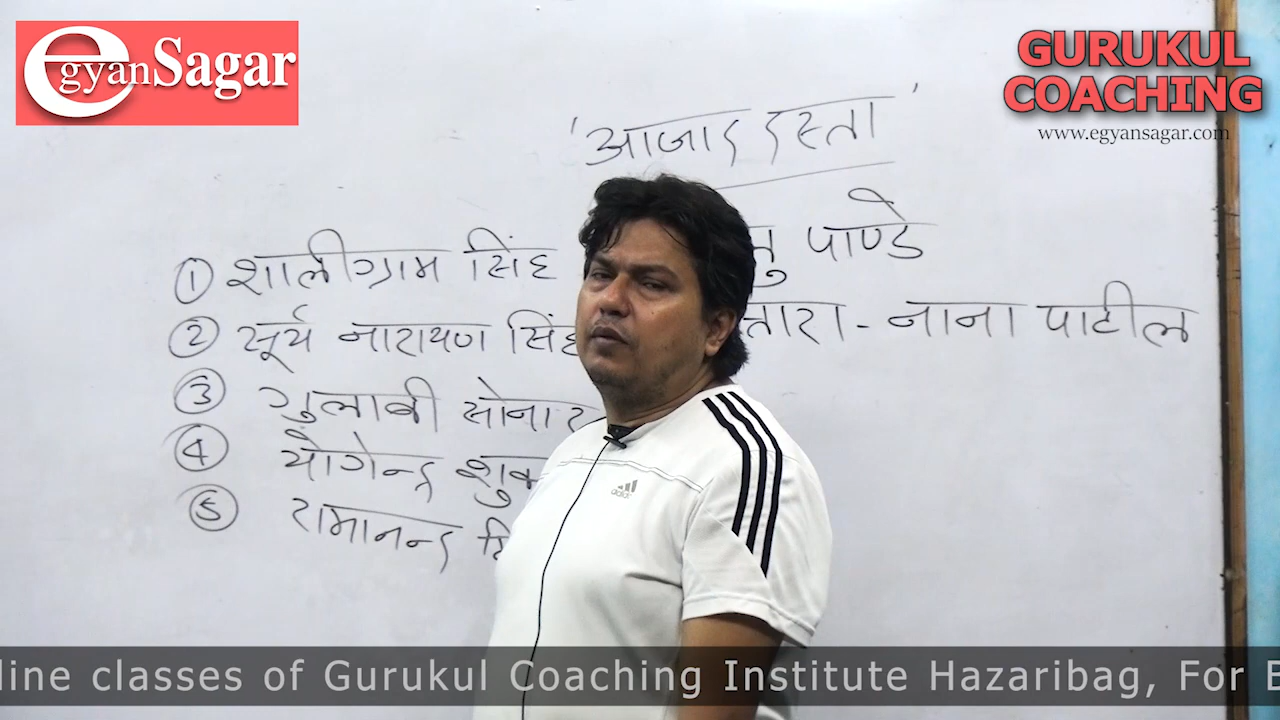 egyanSagar
GURUKUL
COACHING
www.egyansagar.com
'आजाद दस्ता'
① शालीग्राम सिंह पाण्डे
② सूर्य नारायण सिंह - नाना पाटील
③ गुलाबी सोनार
④ योगेन्द्र
⑤ रामानन्द
line classes of Gurukul Coaching Institute Hazaribag, For E